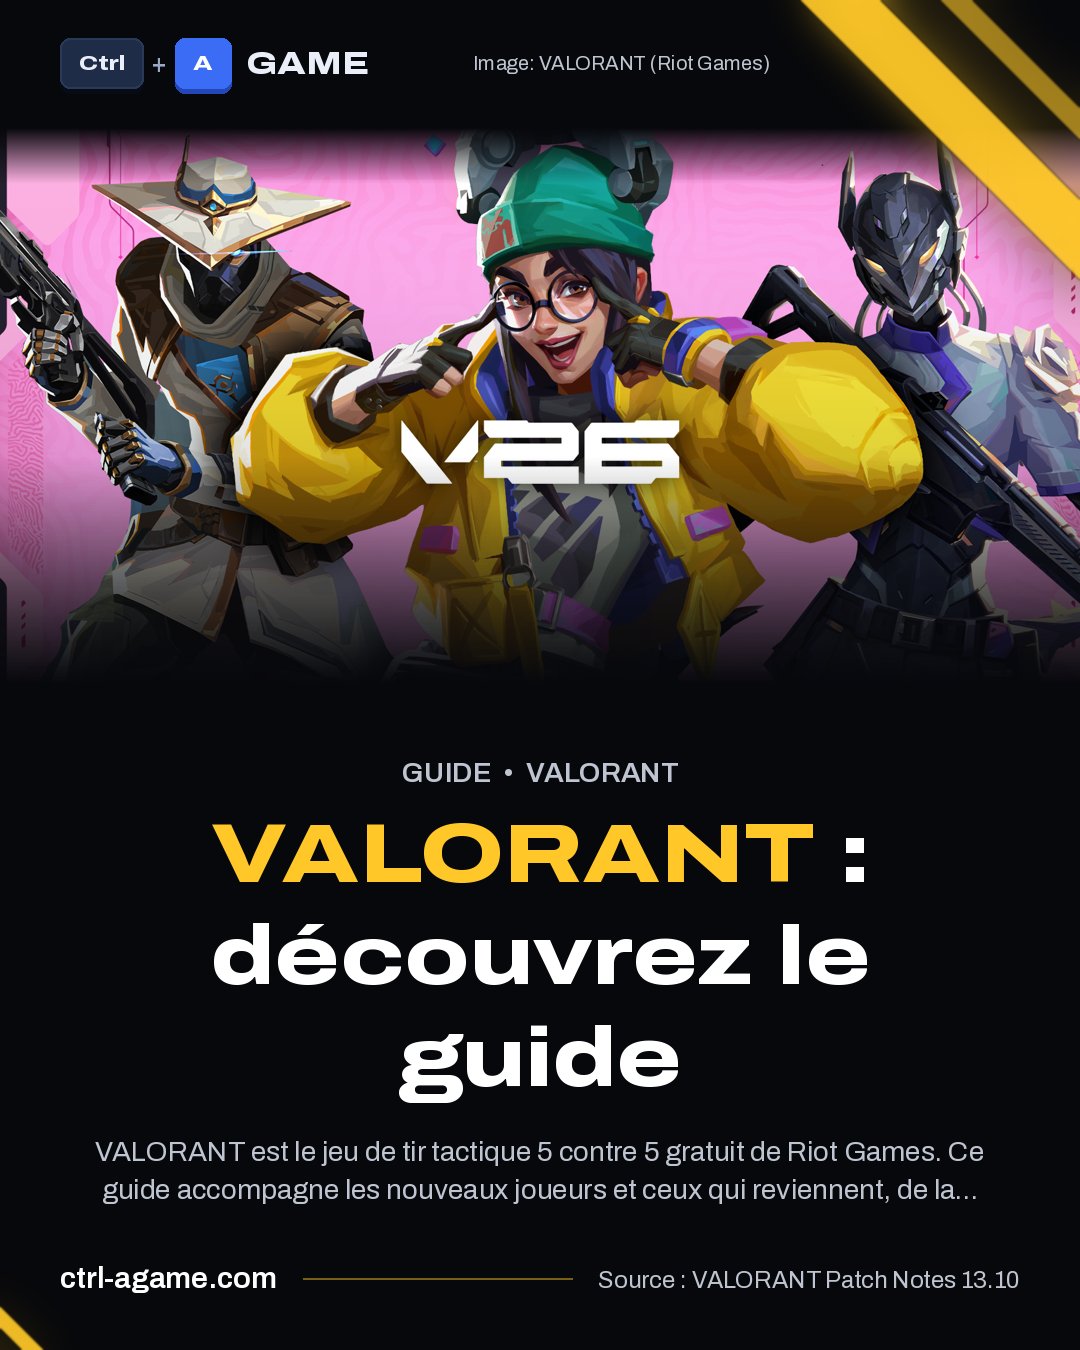 Ctrl + A GAME
Image: VALORANT (Riot Games)
V26
GUIDE • VALORANT
VALORANT :
découvrez le
guide
VALORANT est le jeu de tir tactique 5 contre 5 gratuit de Riot Games. Ce
guide accompagne les nouveaux joueurs et ceux qui reviennent, de la...
ctrl-agame.com
Source : VALORANT Patch Notes 13.10